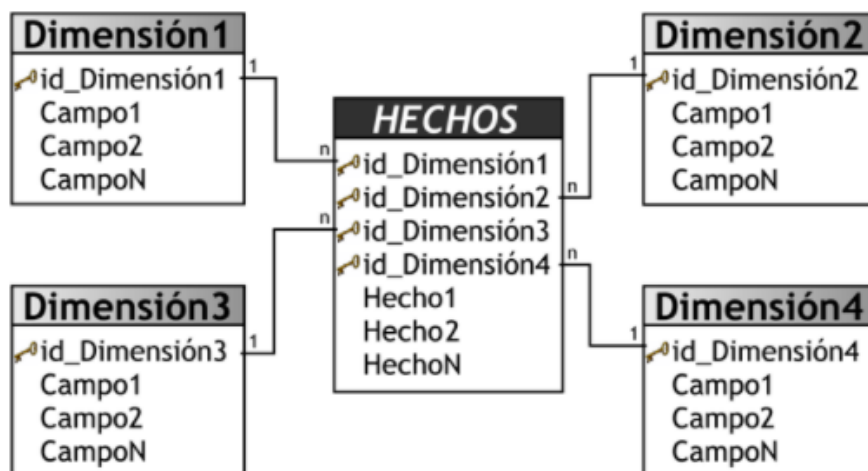 Dimensión1
1
id_Dimensión1
Campo1
Campo2
CampoN
Dimensión2
1
id_Dimensión2
Campo1
Campo2
CampoN
HECHOS
n
id_Dimensión1
id_Dimensión2
n
n
id_Dimensión3
id_Dimensión4
n
Hecho1
Hecho2
HechoN
Dimensión3
id_Dimensión3
1
Campo1
Campo2
CampoN
Dimensión4
1
id_Dimensión4
Campo1
Campo2
CampoN